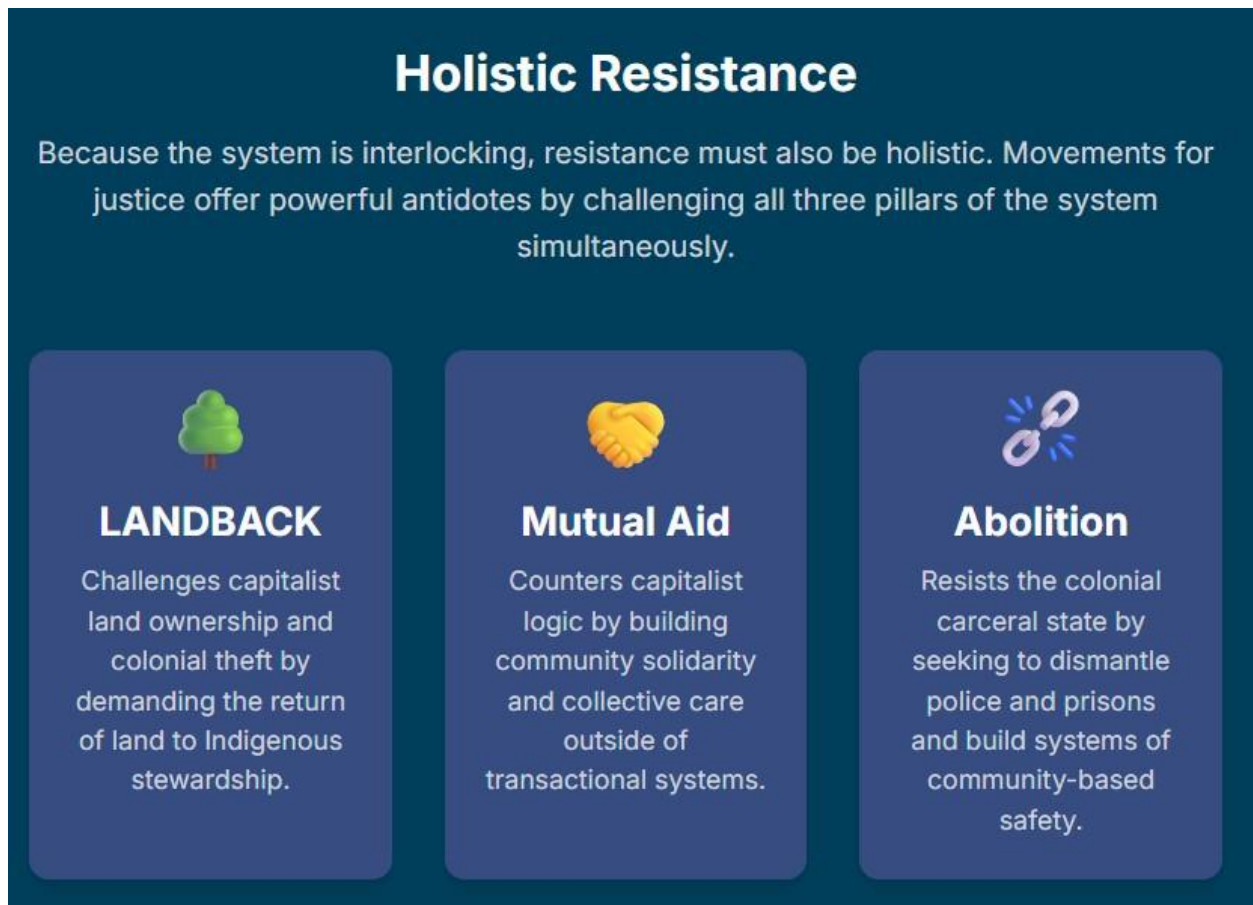 Holistic Resistance
Because the system is interlocking, resistance must also be holistic. Movements for
justice offer powerful antidotes by challenging all three pillars of the system
simultaneously.
LANDBACK
Challenges capitalist
land ownership and
colonial theft by
demanding the return
of land to Indigenous
stewardship.
Mutual Aid
Counters capitalist
logic by building
community solidarity
and collective care
outside of
transactional systems.
Abolition
Resists the colonial
carceral state by
seeking to dismantle
police and prisons
and build systems of
community-based
safety.